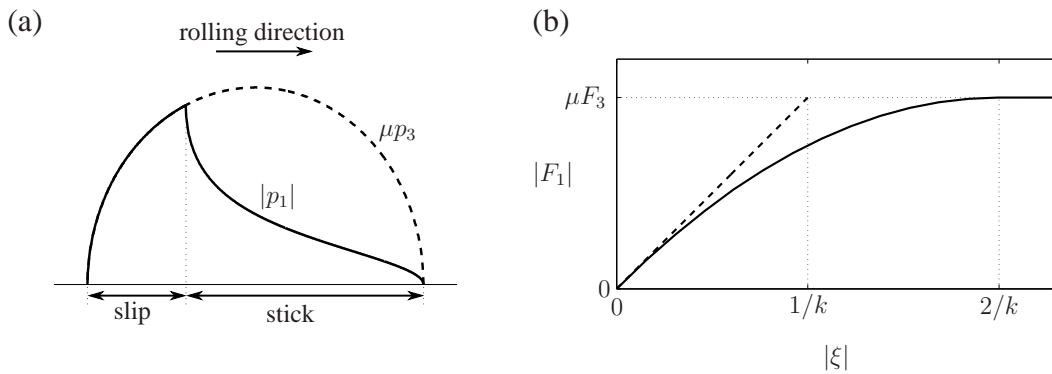 (a)
rolling direction
μp₃
|p₁|
slip
stick
(b)
μF₃
|F₁|
0
0
1/k
2/k
|ξ|